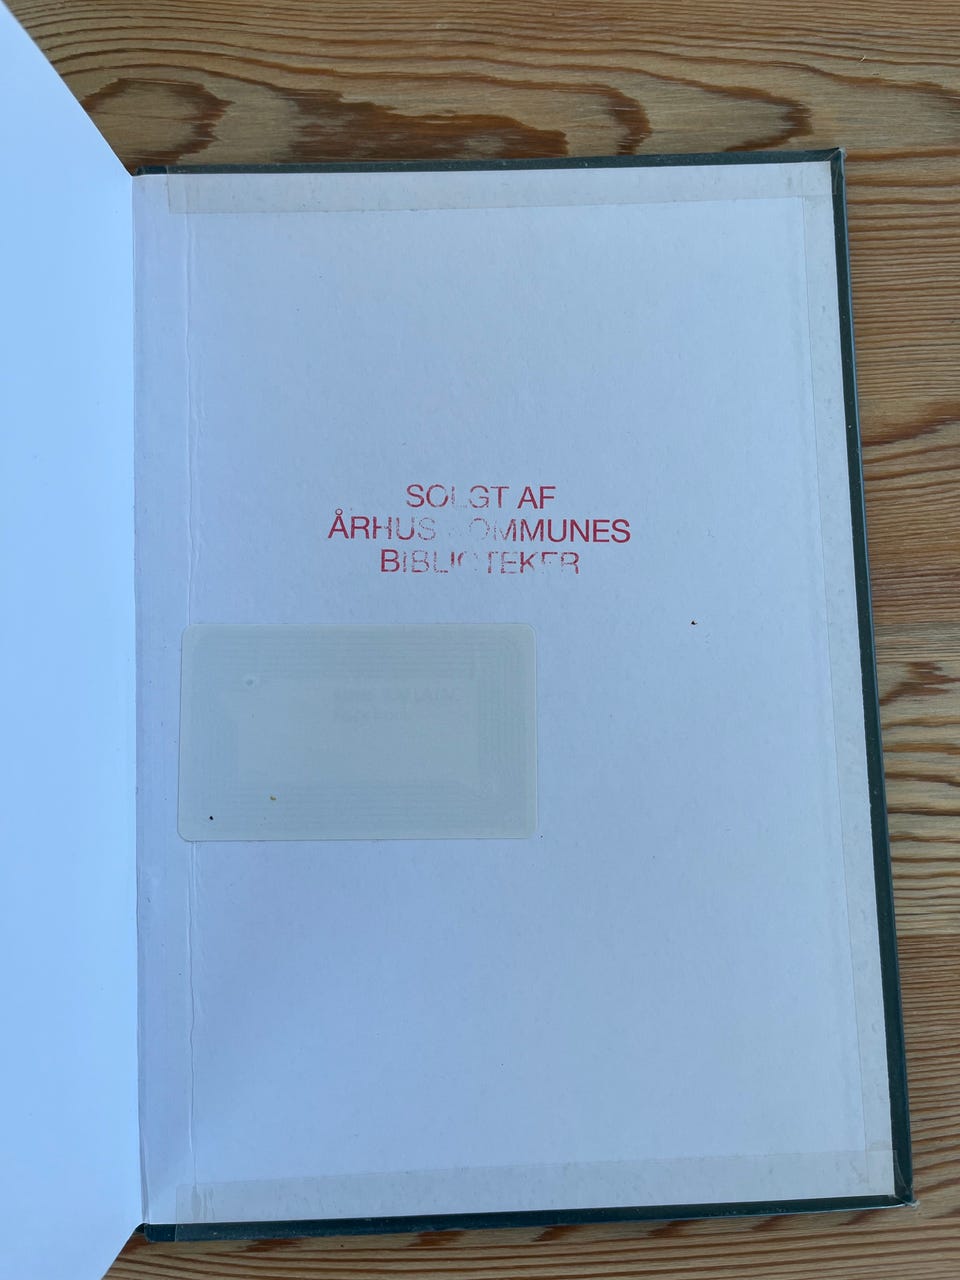 SOLGT AF
ÅRHUS KOMMUNES
BIBLIOTEKER